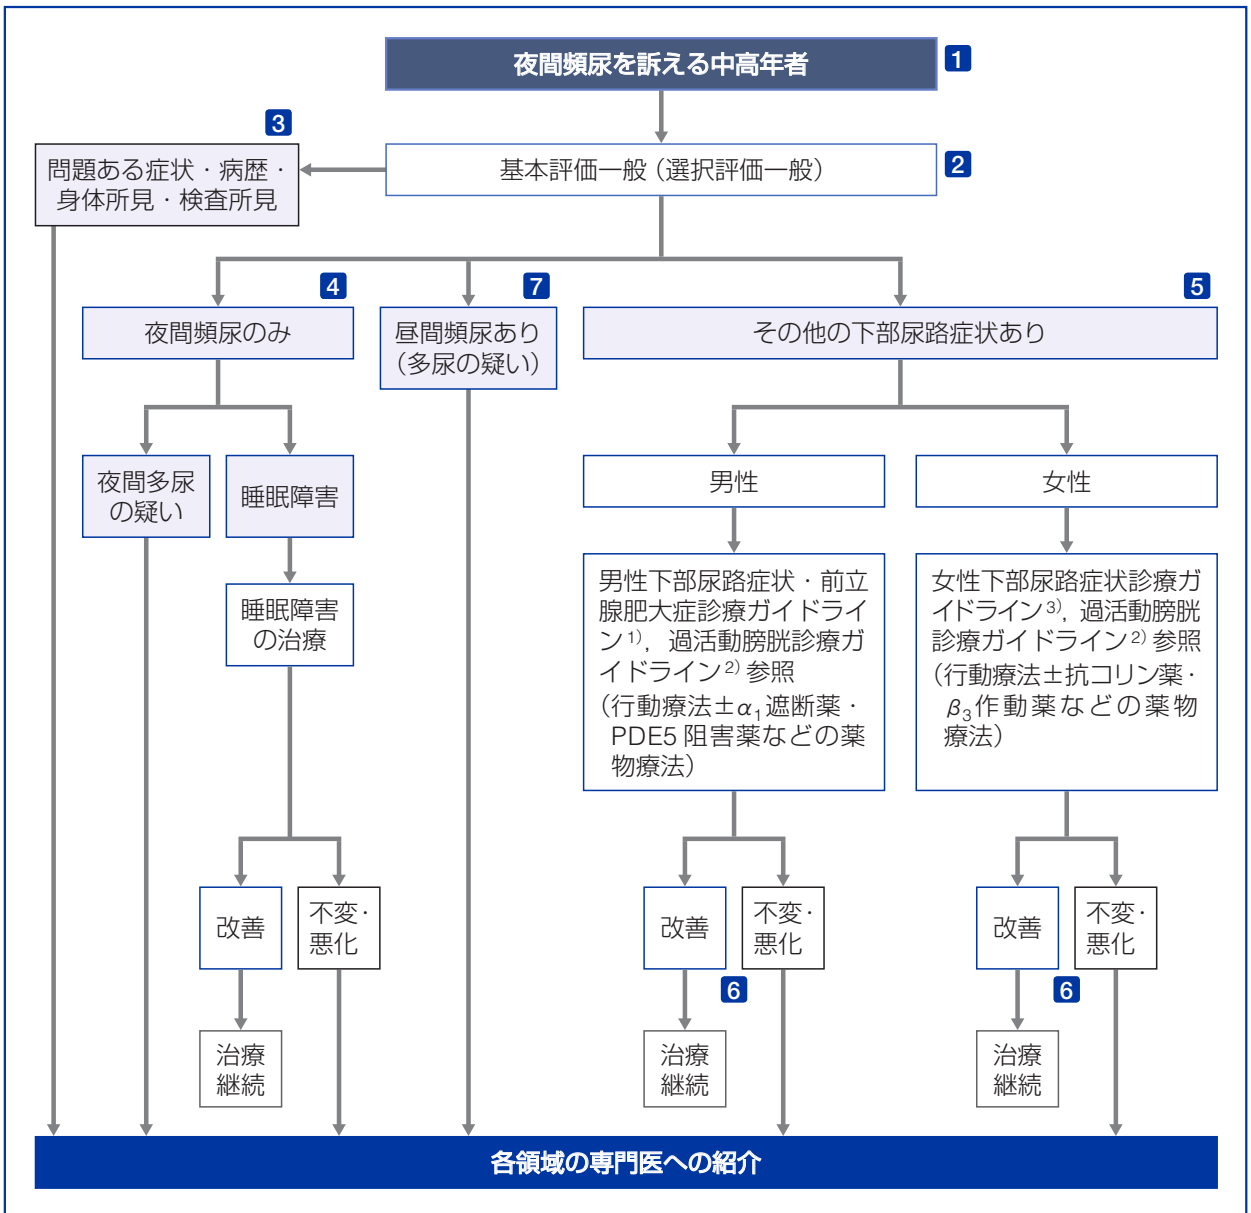 夜間頻尿を訴える中高年者
1
3
問題ある症状・病歴・
身体所見・検査所見
基本評価一般（選択評価一般）
2
4
夜間頻尿のみ
7
昼間頻尿あり
（多尿の疑い）
5
その他の下部尿路症状あり
夜間多尿
の疑い
睡眠障害
男性
女性
睡眠障害
の治療
男性下部尿路症状・前立
腺肥大症診療ガイドライ
ン1)，過活動膀胱診療ガ
イドライン2)参照
（行動療法±α1遮断薬・
PDE5阻害薬などの薬
物療法）
女性下部尿路症状診療ガ
イドライン3)，過活動膀胱
診療ガイドライン2)参照
（行動療法±抗コリン薬・
β3作動薬などの薬物
療法）
改善
不変・
悪化
改善
不変・
悪化
改善
不変・
悪化
6
6
治療
継続
治療
継続
治療
継続
各領域の専門医への紹介